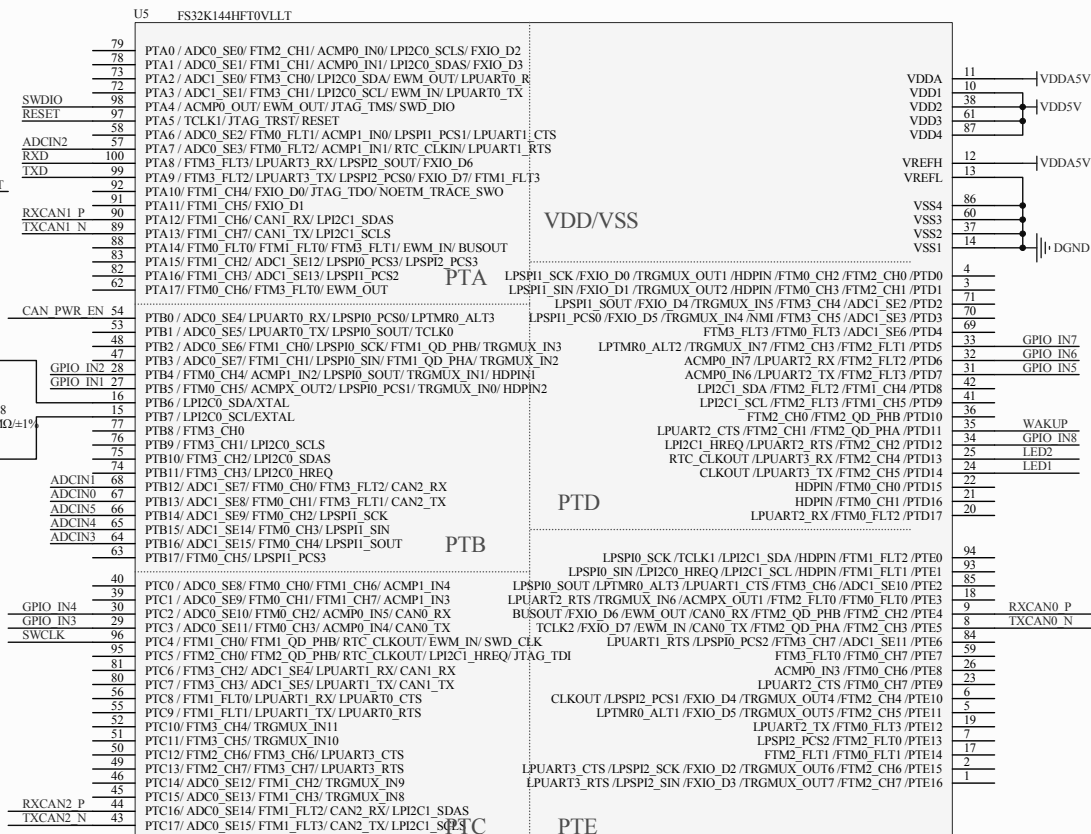 U5 FS32K144HFT0VLLT
79 PTA0 / ADC0_SE0/ FTM2_CH1/ ACMP0_IN0/ LPI2C0_SCLS/ FXIO_D2
78 PTA1 / ADC0_SE1/ FTM1_CH1/ ACMP0_IN1/ LPI2C0_SDAS/ FXIO_D3
73 PTA2 / ADC1_SE0/ FTM3_CH0/ LPI2C0_SDA/ EWM_OUT/ LPUART0_R
72 PTA3 / ADC1_SE1/ FTM3_CH1/ LPI2C0_SCL/ EWM_IN/ LPUART0_TX
SWDIO 98 PTA4 / ACMP0_OUT/ EWM_OUT/ JTAG_TMS/ SWD_DIO
RESET 97 PTA5 / TCLK1/ JTAG_TRST/ RESET
58 PTA6 / ADC0_SE2/ FTM0_FLT1/ ACMP1_IN0/ LPSPI1_PCS1/ LPUART1_CTS
ADCIN2 57 PTA7 / ADC0_SE3/ FTM0_FLT2/ ACMP1_IN1/ RTC_CLKIN/ LPUART1_RTS
RXD 100 PTA8 / FTM3_FLT3/ LPUART3_RX/ LPSPI2_SOUT/ FXIO_D6
TXD 99 PTA9 / FTM3_FLT2/ LPUART3_TX/ LPSPI2_PCS0/ FXIO_D7/ FTM1_FLT3
T 92 PTA10/ FTM1_CH4/ FXIO_D0/ JTAG_TDO/ NOETM_TRACE_SWO
91 PTA11/ FTM1_CH5/ FXIO_D1
RXCAN1_P 90 PTA12/ FTM1_CH6/ CAN1_RX/ LPI2C1_SDAS
TXCAN1_N 89 PTA13/ FTM1_CH7/ CAN1_TX/ LPI2C1_SCLS
88 PTA14/ FTM0_FLT0/ FTM1_FLT0/ FTM3_FLT1/ EWM_IN/ BUSOUT
83 PTA15/ FTM1_CH2/ ADC1_SE12/ LPSPI0_PCS3/ LPSPI2_PCS3
82 PTA16/ FTM1_CH3/ ADC1_SE13/ LPSPI1_PCS2
62 PTA17/ FTM0_CH6/ FTM3_FLT0/ EWM_OUT
PTA
CAN_PWR_EN 54 PTB0 / ADC0_SE4/ LPUART0_RX/ LPSPI0_PCS0/ LPTMR0_ALT3
53 PTB1 / ADC0_SE5/ LPUART0_TX/ LPSPI0_SOUT/ TCLK0
48 PTB2 / ADC0_SE6/ FTM1_CH0/ LPSPI0_SCK/ FTM1_QD_PHB/ TRGMUX_IN3
47 PTB3 / ADC0_SE7/ FTM1_CH1/ LPSPI0_SIN/ FTM1_QD_PHA/ TRGMUX_IN2
GPIO_IN2 28 PTB4 / FTM0_CH4/ ACMP1_IN2/ LPSPI0_SOUT/ TRGMUX_IN1/ HDPIN1
GPIO_IN1 27 PTB5 / FTM0_CH5/ ACMPX_OUT2/ LPSPI0_PCS1/ TRGMUX_IN0/ HDPIN2
16 PTB6 / LPI2C0_SDA/XTAL
8
15 PTB7 / LPI2C0_SCL/EXTAL
MΩ/±1%
77 PTB8 / FTM3_CH0
76 PTB9 / FTM3_CH1/ LPI2C0_SCLS
75 PTB10/ FTM3_CH2/ LPI2C0_SDAS
74 PTB11/ FTM3_CH3/ LPI2C0_HREQ
ADCIN1 68 PTB12/ ADC1_SE7/ FTM0_CH0/ FTM3_FLT2/ CAN2_RX
ADCIN0 67 PTB13/ ADC1_SE8/ FTM0_CH1/ FTM3_FLT1/ CAN2_TX
ADCIN5 66 PTB14/ ADC1_SE9/ FTM0_CH2/ LPSPI1_SCK
ADCIN4 65 PTB15/ ADC1_SE14/ FTM0_CH3/ LPSPI1_SIN
ADCIN3 64 PTB16/ ADC1_SE15/ FTM0_CH4/ LPSPI1_SOUT
63 PTB17/ FTM0_CH5/ LPSPI1_PCS3
PTB
40 PTC0 / ADC0_SE8/ FTM0_CH0/ FTM1_CH6/ ACMP1_IN4
39 PTC1 / ADC0_SE9/ FTM0_CH1/ FTM1_CH7/ ACMP1_IN3
GPIO_IN4 30 PTC2 / ADC0_SE10/ FTM0_CH2/ ACMP0_IN5/ CAN0_RX
GPIO_IN3 29 PTC3 / ADC0_SE11/ FTM0_CH3/ ACMP0_IN4/ CAN0_TX
SWCLK 96 PTC4 / FTM1_CH0/ FTM1_QD_PHB/ RTC_CLKOUT/ EWM_IN/ SWD_CLK
95 PTC5 / FTM2_CH0/ FTM2_QD_PHB/ RTC_CLKOUT/ LPI2C1_HREQ/ JTAG_TDI
81 PTC6 / FTM3_CH2/ ADC1_SE4/ LPUART1_RX/ CAN1_RX
80 PTC7 / FTM3_CH3/ ADC1_SE5/ LPUART1_TX/ CAN1_TX
56 PTC8 / FTM1_FLT0/ LPUART1_RX/ LPUART0_CTS
55 PTC9 / FTM1_FLT1/ LPUART1_TX/ LPUART0_RTS
52 PTC10/ FTM3_CH4/ TRGMUX_IN11
51 PTC11/ FTM3_CH5/ TRGMUX_IN10
50 PTC12/ FTM2_CH6/ FTM3_CH6/ LPUART3_CTS
49 PTC13/ FTM2_CH7/ FTM3_CH7/ LPUART3_RTS
46 PTC14/ ADC0_SE12/ FTM1_CH2/ TRGMUX_IN9
45 PTC15/ ADC0_SE13/ FTM1_CH3/ TRGMUX_IN8
RXCAN2_P 44 PTC16/ ADC0_SE14/ FTM1_FLT2/ CAN2_RX/ LPI2C1_SDAS
TXCAN2_N 43 PTC17/ ADC0_SE15/ FTM1_FLT3/ CAN2_TX/ LPI2C1_SCLS
PTC
VDDA 11 VDDA5V
VDD1 10
VDD2 38 VDD5V
VDD3 61
VDD4 87
VREFH 12 VDDA5V
VREFL 13
VSS4 86
VSS3 60
VSS2 37
VSS1 14 DGND
VDD/VSS
LPSPI1_SCK /FXIO_D0 /TRGMUX_OUT1 /HDPIN /FTM0_CH2 /FTM2_CH0 /PTD0 4
LPSPI1_SIN /FXIO_D1 /TRGMUX_OUT2 /HDPIN /FTM0_CH3 /FTM2_CH1 /PTD1 3
LPSPI1_SOUT /FXIO_D4 /TRGMUX_IN5 /FTM3_CH4 /ADC1_SE2 /PTD2 71
LPSPI1_PCS0 /FXIO_D5 /TRGMUX_IN4 /NMI /FTM3_CH5 /ADC1_SE3 /PTD3 70
FTM3_FLT3 /FTM0_FLT3 /ADC1_SE6 /PTD4 69
LPTMR0_ALT2 /TRGMUX_IN7 /FTM2_CH3 /FTM2_FLT1 /PTD5 33 GPIO_IN7
ACMP0_IN7 /LPUART2_RX /FTM2_FLT2 /PTD6 32 GPIO_IN6
ACMP0_IN6 /LPUART2_TX /FTM2_FLT3 /PTD7 31 GPIO_IN5
LPI2C1_SDA /FTM2_FLT2 /FTM1_CH4 /PTD8 42
LPI2C1_SCL /FTM2_FLT3 /FTM1_CH5 /PTD9 41
FTM2_CH0 /FTM2_QD_PHB /PTD10 36
LPUART2_CTS /FTM2_CH1 /FTM2_QD_PHA /PTD11 35 WAKUP
LPI2C1_HREQ /LPUART2_RTS /FTM2_CH2 /PTD12 34 GPIO_IN8
RTC_CLKOUT /LPUART3_RX /FTM2_CH4 /PTD13 25 LED2
CLKOUT /LPUART3_TX /FTM2_CH5 /PTD14 24 LED1
HDPIN /FTM0_CH0 /PTD15 22
HDPIN /FTM0_CH1 /PTD16 21
LPUART2_RX /FTM0_FLT2 /PTD17 20
PTD
LPSPI0_SCK /TCLK1 /LPI2C1_SDA /HDPIN /FTM1_FLT2 /PTE0 94
LPSPI0_SIN /LPI2C0_HREQ /LPI2C1_SCL /HDPIN /FTM1_FLT1 /PTE1 93
LPSPI0_SOUT /LPTMR0_ALT3 /LPUART1_CTS /FTM3_CH6 /ADC1_SE10 /PTE2 85
LPUART2_RTS /TRGMUX_IN6 /ACMPX_OUT1 /FTM2_FLT0 /FTM0_FLT0 /PTE3 18
BUSOUT /FXIO_D6 /EWM_OUT /CAN0_RX /FTM2_QD_PHB /FTM2_CH2 /PTE4 9 RXCAN0_P
TCLK2 /FXIO_D7 /EWM_IN /CAN0_TX /FTM2_QD_PHA /FTM2_CH3 /PTE5 8 TXCAN0_N
LPUART1_RTS /LPSPI0_PCS2 /FTM3_CH7 /ADC1_SE11 /PTE6 84
FTM3_FLT0 /FTM0_CH7 /PTE7 59
ACMP0_IN3 /FTM0_CH6 /PTE8 26
LPUART2_CTS /FTM0_CH7 /PTE9 23
CLKOUT /LPSPI2_PCS1 /FXIO_D4 /TRGMUX_OUT4 /FTM2_CH4 /PTE10 6
LPTMR0_ALT1 /FXIO_D5 /TRGMUX_OUT5 /FTM2_CH5 /PTE11 5
LPUART2_TX /FTM0_FLT3 /PTE12 19
LPSPI2_PCS2 /FTM2_FLT0 /PTE13 7
FTM2_FLT1 /FTM0_FLT1 /PTE14 17
LPUART3_CTS /LPSPI2_SCK /FXIO_D2 /TRGMUX_OUT6 /FTM2_CH6 /PTE15 2
LPUART3_RTS /LPSPI2_SIN /FXIO_D3 /TRGMUX_OUT7 /FTM2_CH7 /PTE16 1
PTE